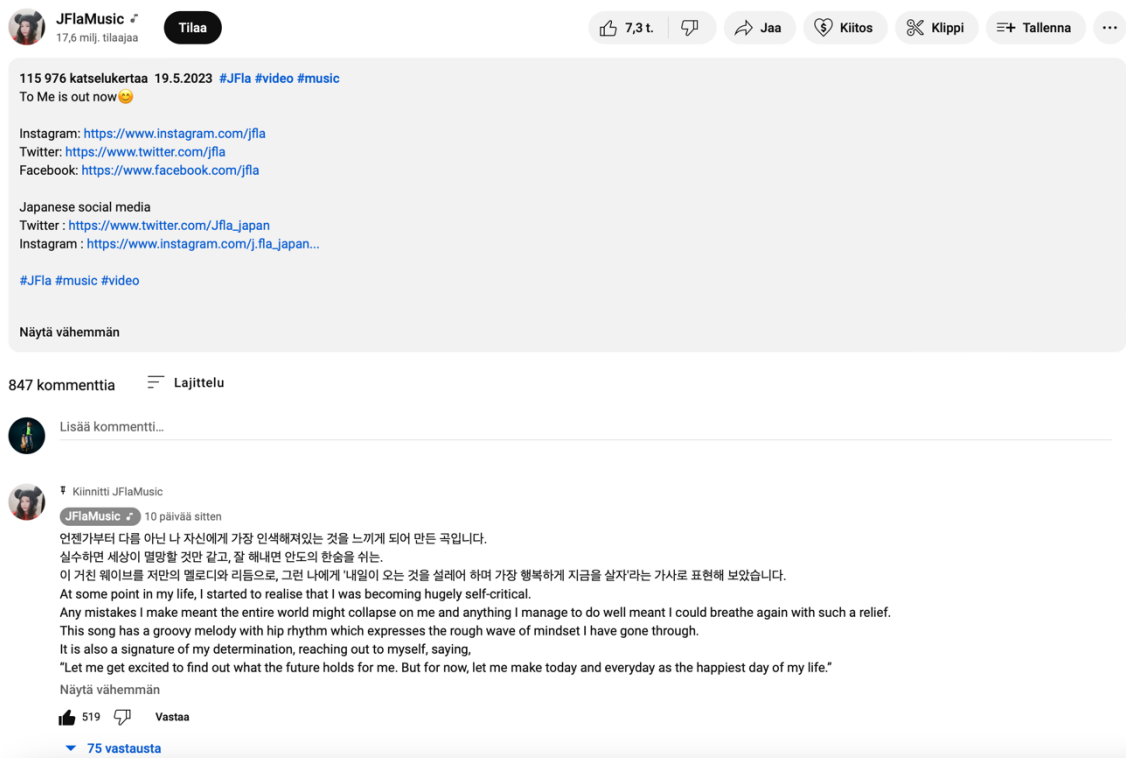 JFlaMusic
17,6 milj. tilaajaa
Tilaa
7,3 t.
Jaa
Kiitos
Klippi
Tallenna
115 976 katselukertaa 19.5.2023 #JFla #video #music
To Me is out now😊
Instagram: https://www.instagram.com/jfla
Twitter: https://www.twitter.com/jfla
Facebook: https://www.facebook.com/jfla
Japanese social media
Twitter : https://www.twitter.com/Jfla_japan
Instagram : https://www.instagram.com/j.fla_japan...
#JFla #music #video
Näytä vähemmän
847 kommenttia
Lajittelu
Lisää kommentti...
Kiinnitti JFlaMusic
JFlaMusic 10 päivää sitten
언젠가부터 다름 아닌 나 자신에게 가장 인색해져있는 것을 느끼게 되어 만든 곡입니다.
실수하면 세상이 멸망할 것만 같고, 잘 해내면 안도의 한숨을 쉬는.
이 거친 웨이브를 저만의 멜로디와 리듬으로, 그런 나에게 '내일이 오는 것을 설레어 하며 가장 행복하게 지금을 살자'라는 가사로 표현해 보았습니다.
At some point in my life, I started to realise that I was becoming hugely self-critical.
Any mistakes I make meant the entire world might collapse on me and anything I manage to do well meant I could breathe again with such a relief.
This song has a groovy melody with hip rhythm which expresses the rough wave of mindset I have gone through.
It is also a signature of my determination, reaching out to myself, saying,
“Let me get excited to find out what the future holds for me. But for now, let me make today and everyday as the happiest day of my life.”
Näytä vähemmän
519
Vastaa
75 vastausta